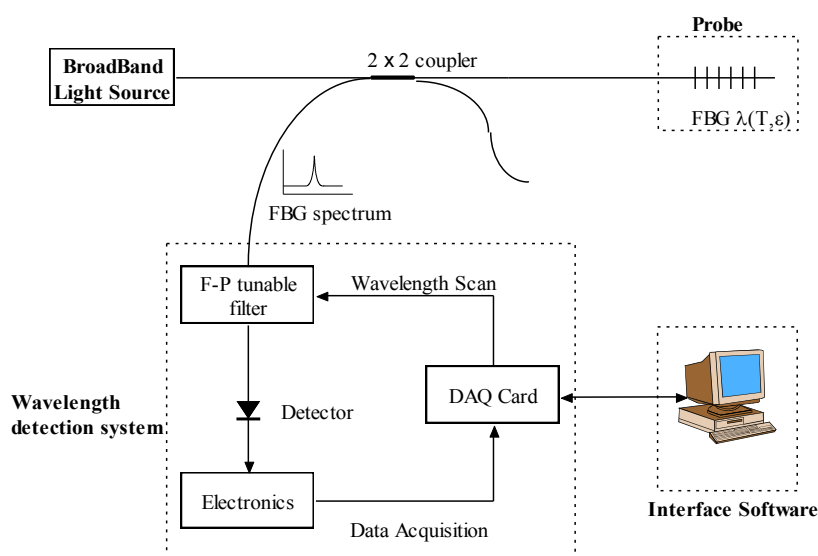 Probe
2 x 2 coupler
BroadBand
Light Source
FBG λ(T,ε)
FBG spectrum
F-P tunable
filter
Wavelength Scan
DAQ Card
Wavelength
detection system
Detector
Electronics
Data Acquisition
Interface Software